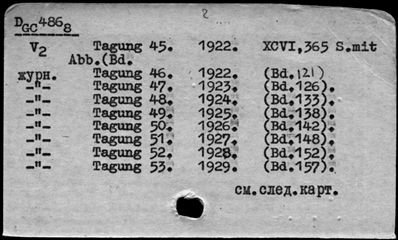 2
D GC 486 8
V2 Tagung 45. 1922. XCVI,365 S.mit
Abb.(Bd.
журн. Tagung 46. 1922. (Bd.121)
-"- Tagung 47. 1923. (Bd.126).
-"- Tagung 48. 1924. (Bd.133).
-"- Tagung 49. 1925. (Bd.138).
-"- Tagung 50. 1926. (Bd.142).
-"- Tagung 51. 1927. (Bd.148).
-"- Tagung 52. 1928. (Bd.152).
-"- Tagung 53. 1929. (Bd.157).
см.след.карт.